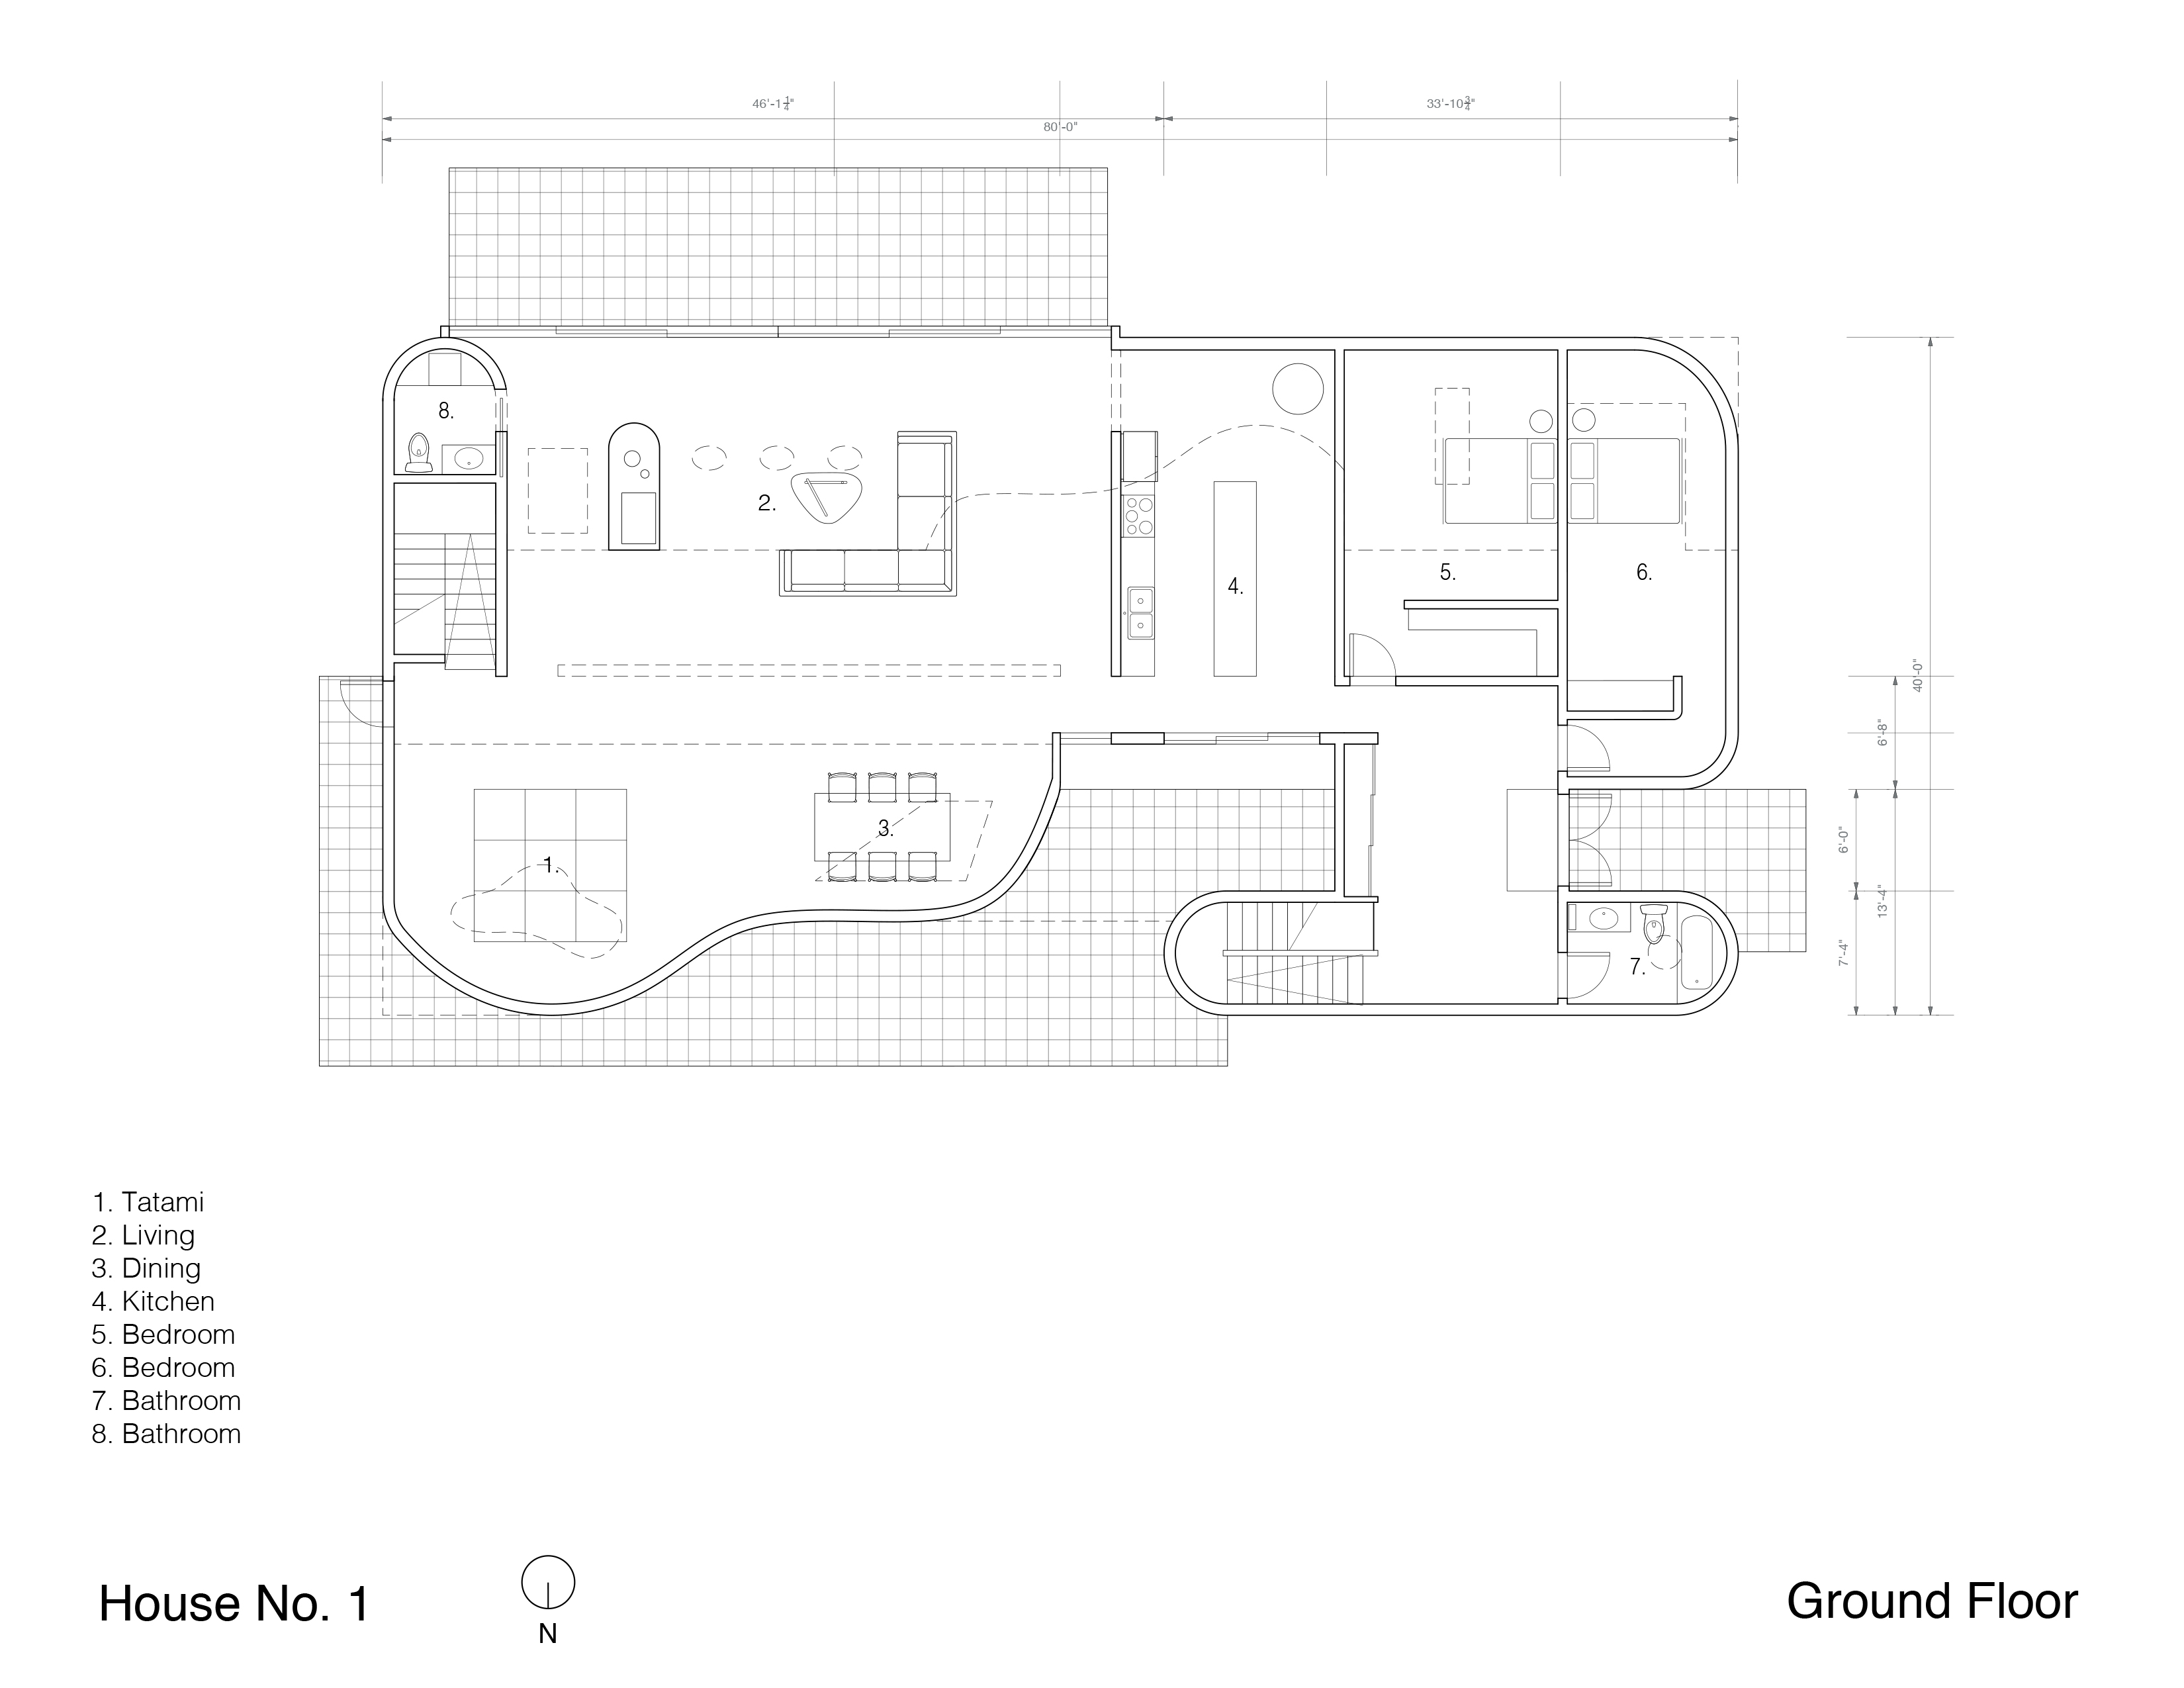 46'-1 1/4"
33'-10 3/4"
80'-0"
8.
2.
4.
5.
6.
40'-0"
6'-8"
3.
1.
6'-0"
13'-4"
7'-4"
7.
1. Tatami
2. Living
3. Dining
4. Kitchen
5. Bedroom
6. Bedroom
7. Bathroom
8. Bathroom
House No. 1
N
Ground Floor